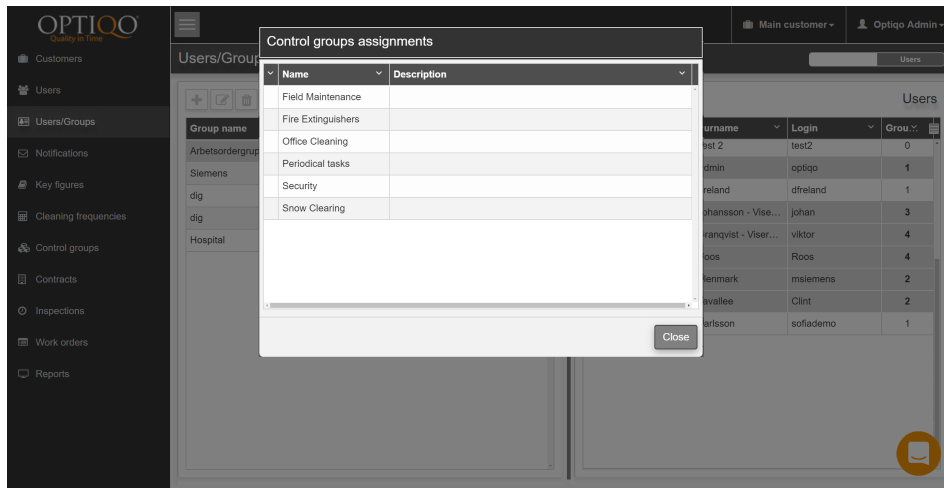 OPTIQO
Quality in Time
Main customer
Optiqo Admin
Customers
Users
Users/Groups
Notifications
Key figures
Cleaning frequencies
Control groups
Contracts
Inspections
Work orders
Reports
Users/Group
Users
Group name
Arbetsordergrup
Siemens
dig
dig
Hospital
Control groups assignments
Name Description
Field Maintenance
Fire Extinguishers
Office Cleaning
Periodical tasks
Security
Snow Clearing
Close
Users
urname Login Grou...
est 2 test2 0
dmin optiqo 1
reland dfreland 1
ohansson - Vise... johan 3
ranqvist - Viser... viktor 4
oos Roos 4
Denmark msiemens 2
avallee Clint 2
arlsson sofiademo 1